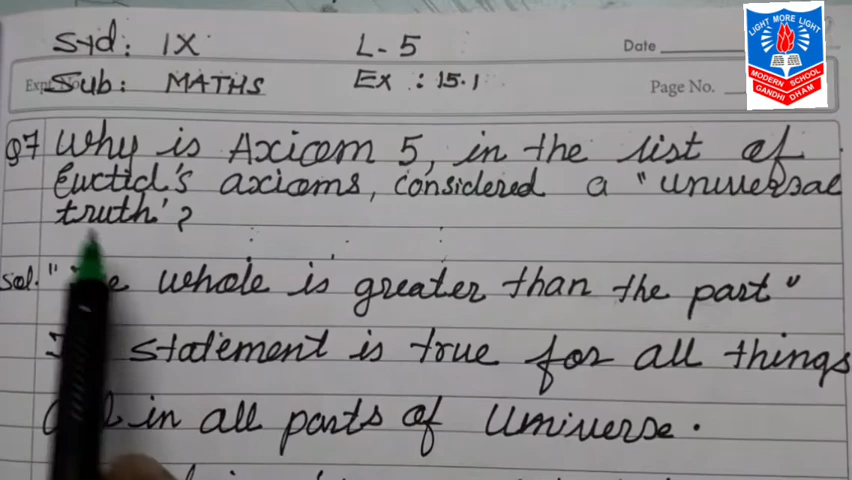 Std: IX L-5 Date
Sub: MATHS Ex : 15.1 Page No.
LIGHT MORE LIGHT
MODERN SCHOOL
GANDHI DHAM
Q7 Why is Axiom 5, in the list of
Euclid's axioms, considered a "universal
truth'?
Sol. " whole is greater than the part"
statement is true for all things
in all parts of Universe.